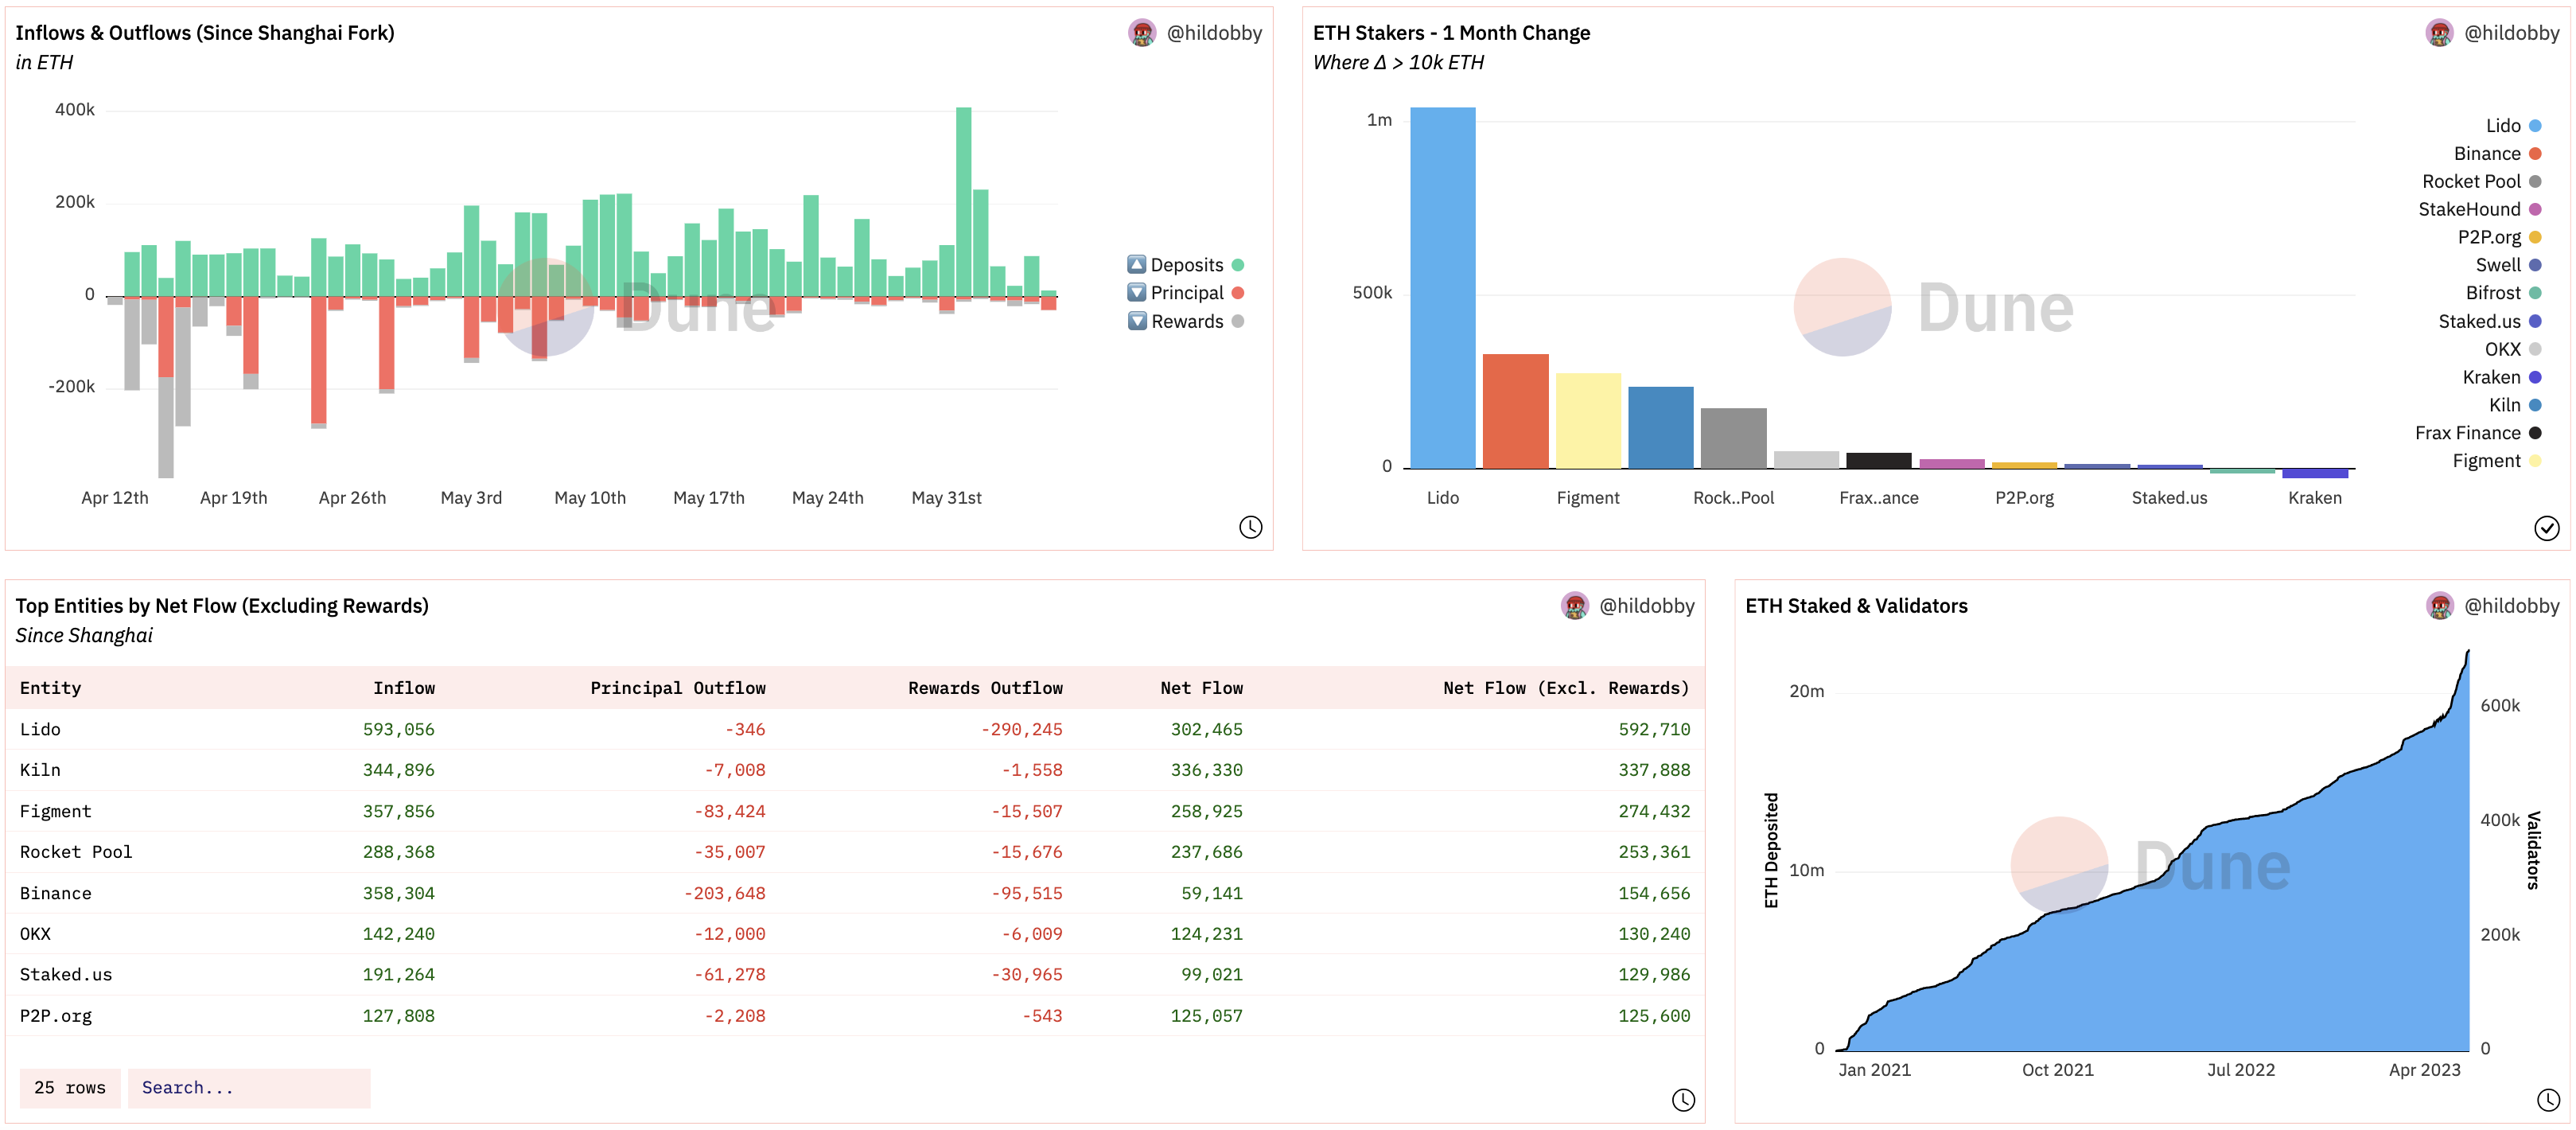 Inflows & Outflows (Since Shanghai Fork)
@hildobby
in ETH
400k
200k
0
-200k
Apr 12th Apr 19th Apr 26th May 3rd May 10th May 17th May 24th May 31st
Deposits
Principal
Rewards
Dune
ETH Stakers - 1 Month Change
@hildobby
Where Δ > 10k ETH
1m
500k
0
Lido Figment Rock..Pool Frax..ance P2P.org Staked.us Kraken
Lido
Binance
Rocket Pool
StakeHound
P2P.org
Swell
Bifrost
Staked.us
OKX
Kraken
Kiln
Frax Finance
Figment
Dune
Top Entities by Net Flow (Excluding Rewards)
@hildobby
Since Shanghai
Entity Inflow Principal Outflow Rewards Outflow Net Flow Net Flow (Excl. Rewards)
Lido 593,056 -346 -290,245 302,465 592,710
Kiln 344,896 -7,008 -1,558 336,330 337,888
Figment 357,856 -83,424 -15,507 258,925 274,432
Rocket Pool 288,368 -35,007 -15,676 237,686 253,361
Binance 358,304 -203,648 -95,515 59,141 154,656
OKX 142,240 -12,000 -6,009 124,231 130,240
Staked.us 191,264 -61,278 -30,965 99,021 129,986
P2P.org 127,808 -2,208 -543 125,057 125,600
25 rows Search...
ETH Staked & Validators
@hildobby
ETH Deposited
20m
10m
0
Validators
600k
400k
200k
0
Jan 2021 Oct 2021 Jul 2022 Apr 2023
Dune